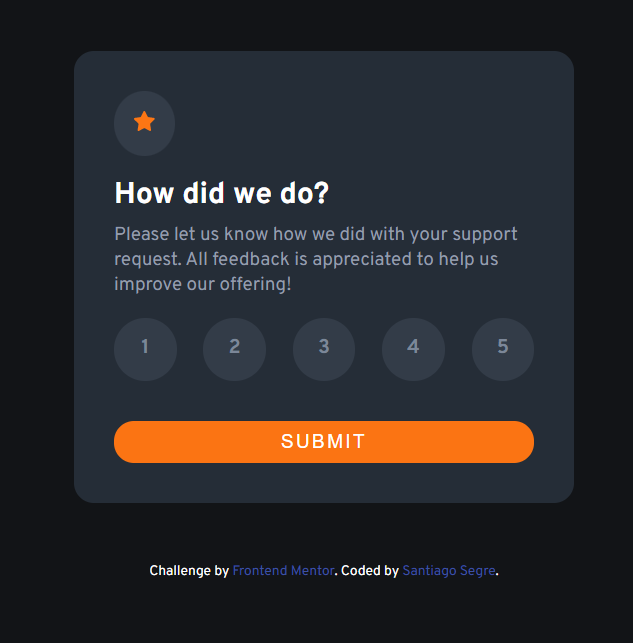 How did we do?
Please let us know how we did with your support
request. All feedback is appreciated to help us
improve our offering!
1 2 3 4 5
SUBMIT
Challenge by Frontend Mentor. Coded by Santiago Segre.